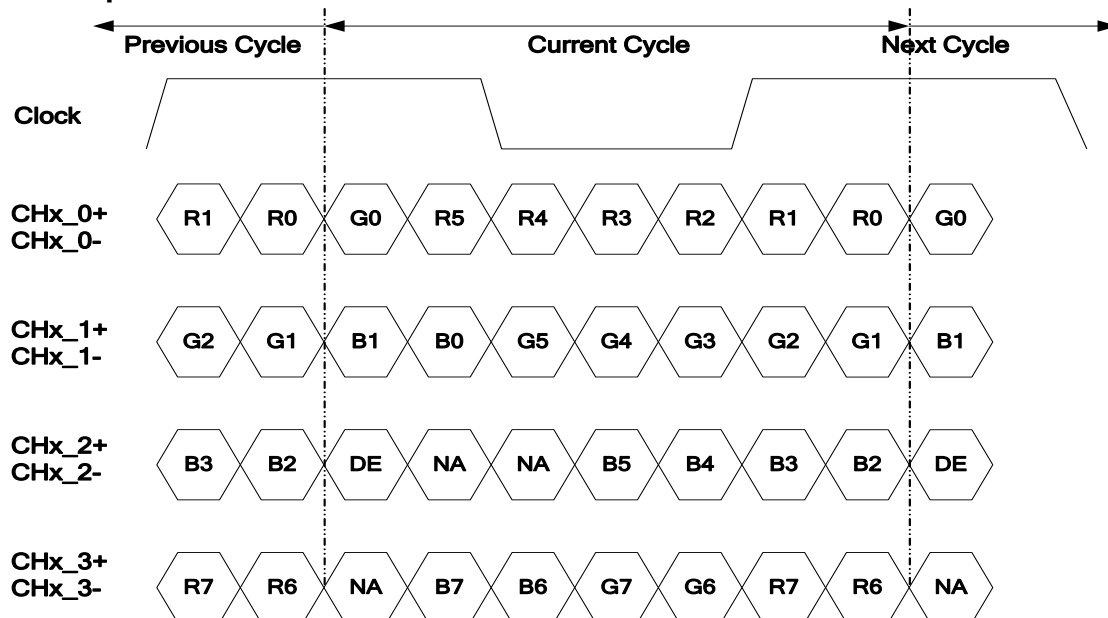 Previous Cycle Current Cycle Next Cycle
Clock
CHx_0+
CHx_0-
R1 R0 G0 R5 R4 R3 R2 R1 R0 G0
CHx_1+
CHx_1-
G2 G1 B1 B0 G5 G4 G3 G2 G1 B1
CHx_2+
CHx_2-
B3 B2 DE NA NA B5 B4 B3 B2 DE
CHx_3+
CHx_3-
R7 R6 NA B7 B6 G7 G6 R7 R6 NA